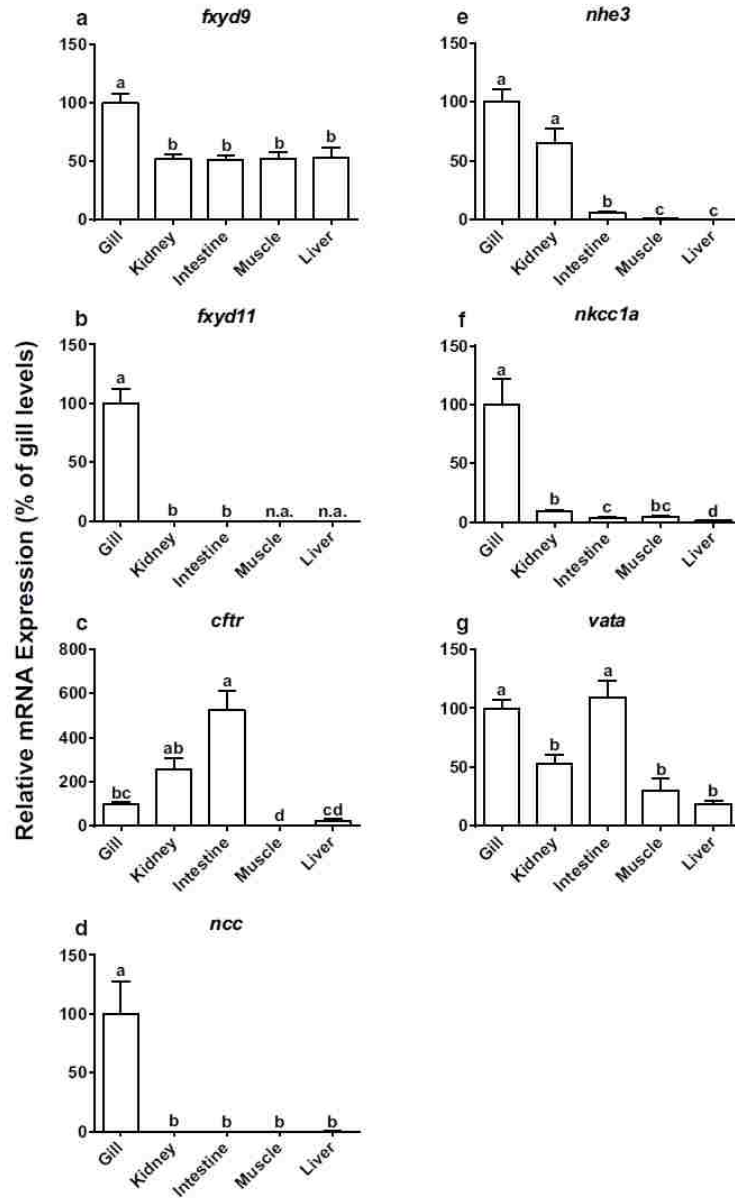 Relative mRNA Expression (% of gill levels)
a fxyd9
150
100
50
0
a b b b b
Gill Kidney Intestine Muscle Liver
b fxyd11
150
100
50
0
a b b n.a. n.a.
Gill Kidney Intestine Muscle Liver
c cftr
800
600
400
200
0
bc ab a d cd
Gill Kidney Intestine Muscle Liver
d ncc
150
100
50
0
a b b b b
Gill Kidney Intestine Muscle Liver
e nhe3
150
100
50
0
a a b c c
Gill Kidney Intestine Muscle Liver
f nkcc1a
150
100
50
0
a b c bc d
Gill Kidney Intestine Muscle Liver
g vata
150
100
50
0
a b a b b
Gill Kidney Intestine Muscle Liver